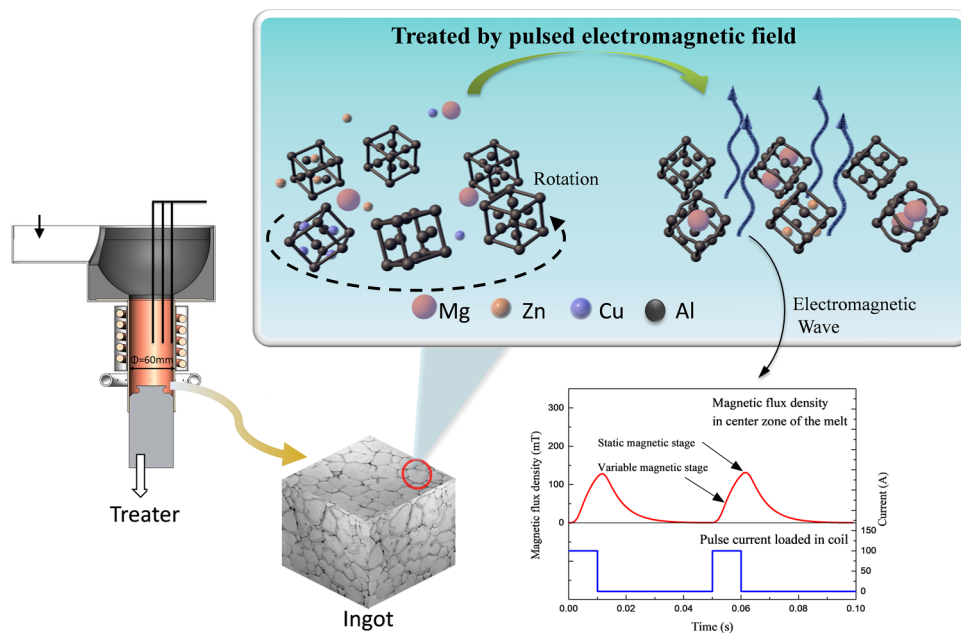 Treated by pulsed electromagnetic field
Rotation
Mg
Zn
Cu
Al
Electromagnetic
Wave
Φ=60mm
Treater
Ingot
Magnetic flux density
in center zone of the melt
Static magnetic stage
Variable magnetic stage
Pulse current loaded in coil
Magnetic flux density (mT)
350
300
200
100
0
Current (A)
150
100
50
0
0.00
0.02
0.04
0.06
0.08
0.10
Time (s)